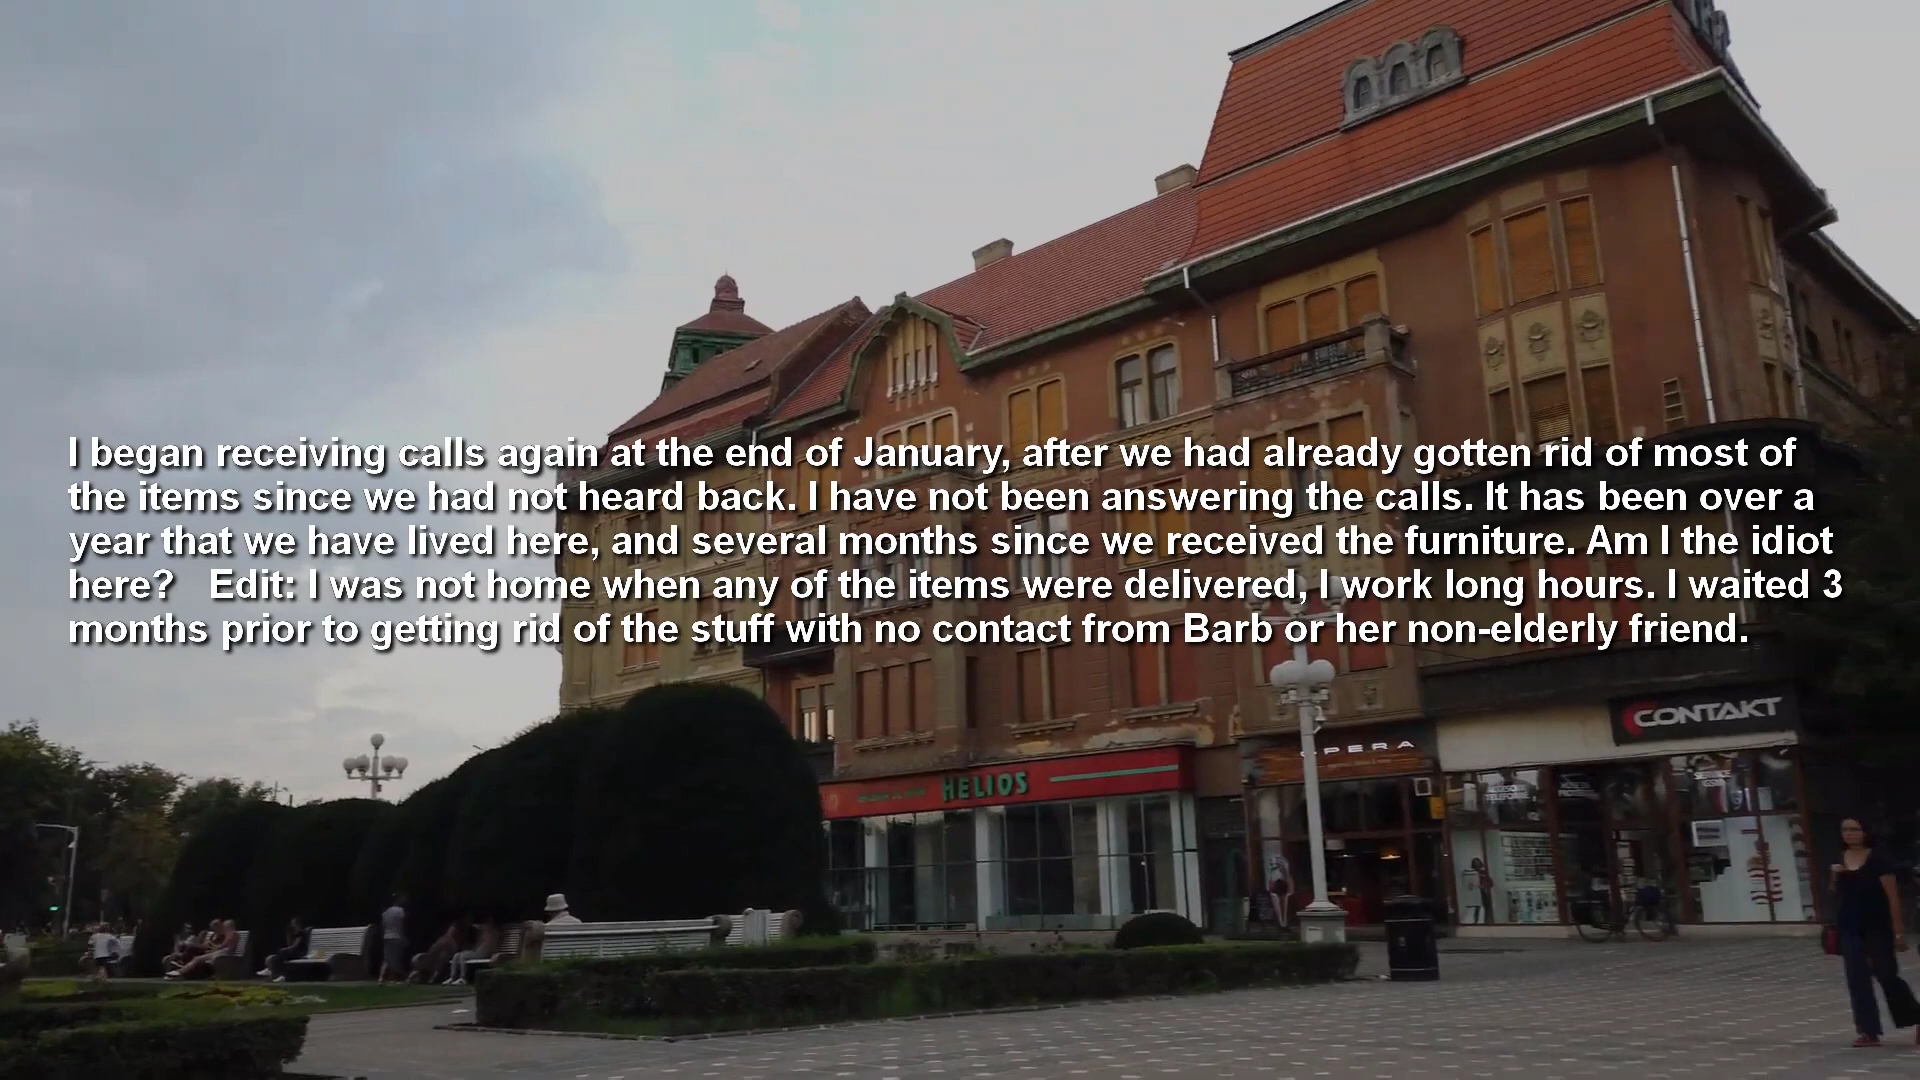 I began receiving calls again at the end of January, after we had already gotten rid of most of
the items since we had not heard back. I have not been answering the calls. It has been over a
year that we have lived here, and several months since we received the furniture. Am I the idiot
here?   Edit: I was not home when any of the items were delivered, I work long hours. I waited 3
months prior to getting rid of the stuff with no contact from Barb or her non-elderly friend.
CONTAKT
OPERA
HELIOS